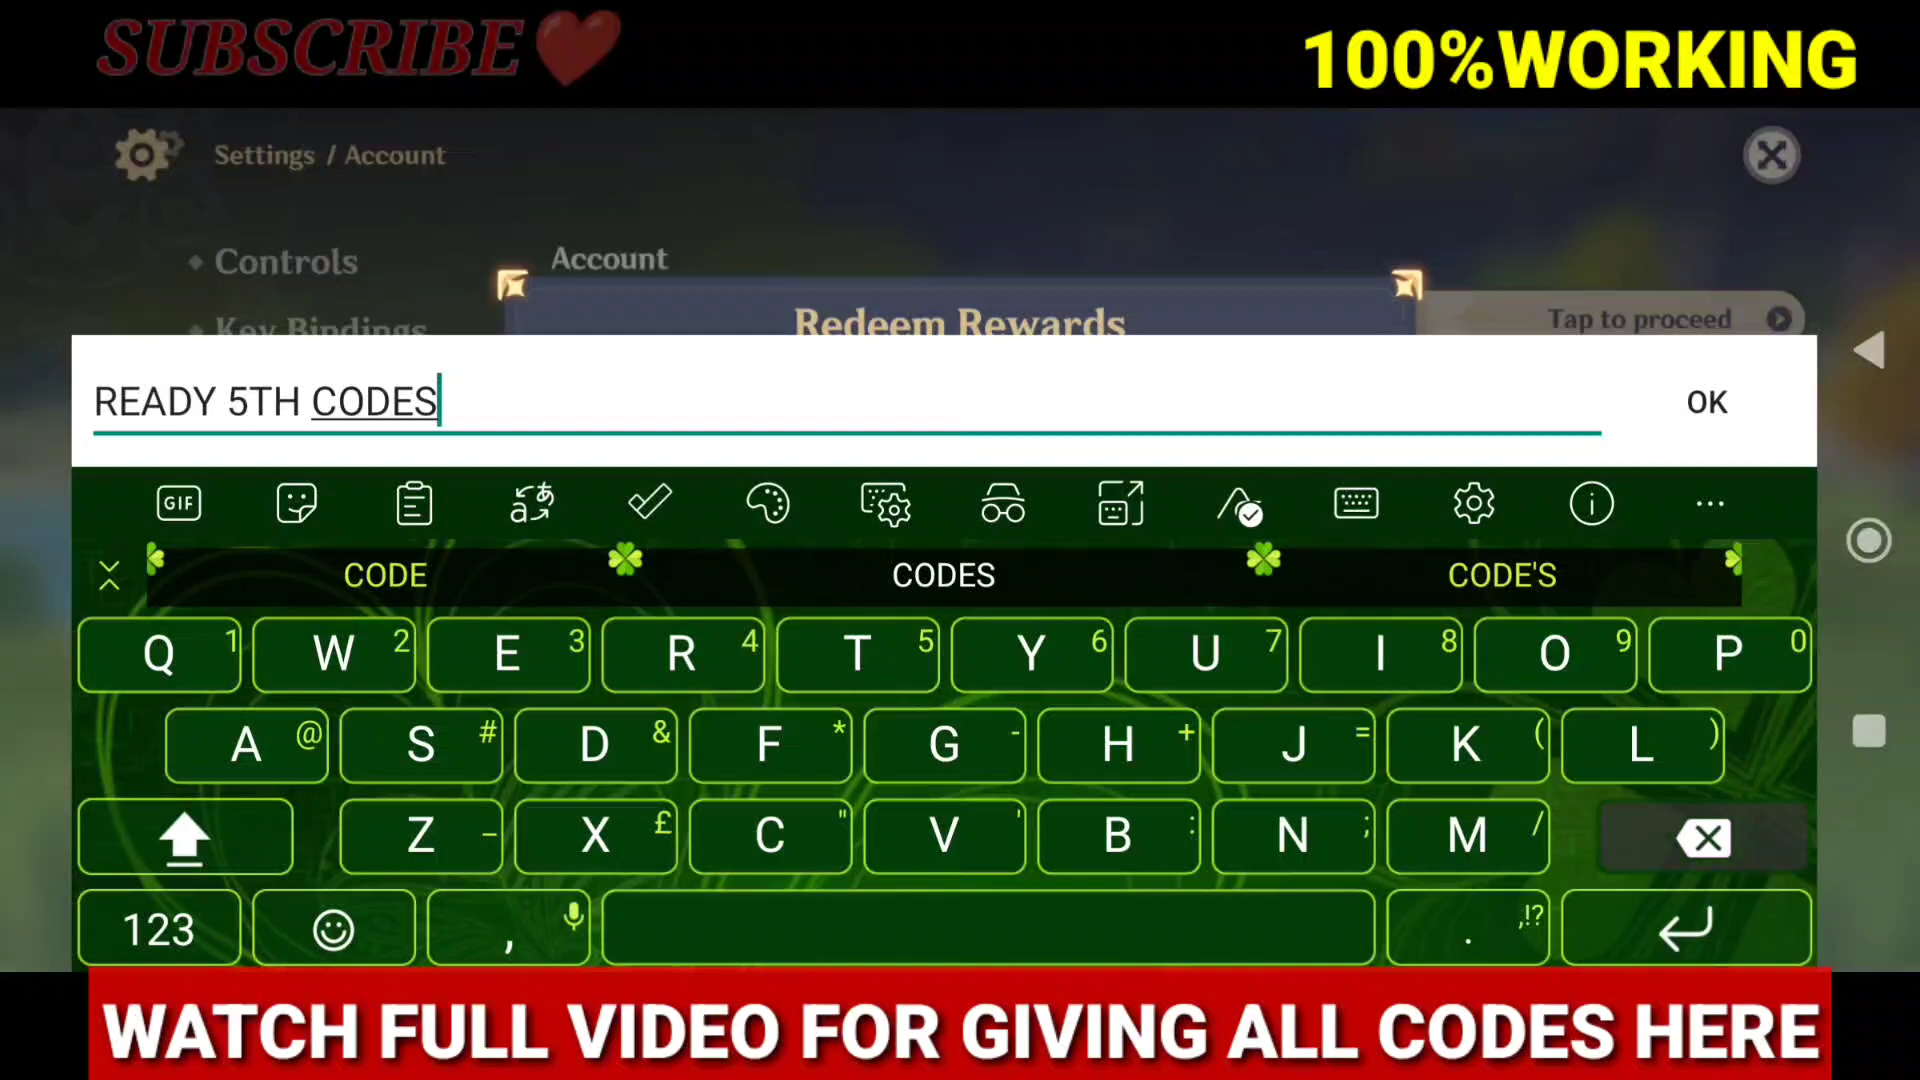 SUBSCRIBE❤️
100%WORKING
Settings / Account
Controls
Account
Key Bindings
Redeem Rewards
Tap to proceed
READY 5TH CODES
OK
GIF
CODE
CODES
CODE'S
Q 1 W 2 E 3 R 4 T 5 Y 6 U 7 I 8 O 9 P 0
A @ S # D & F * G - H + J = K ( L )
Z _ X £ C " V ' B : N ; M /
123 , . ,!?
WATCH FULL VIDEO FOR GIVING ALL CODES HERE